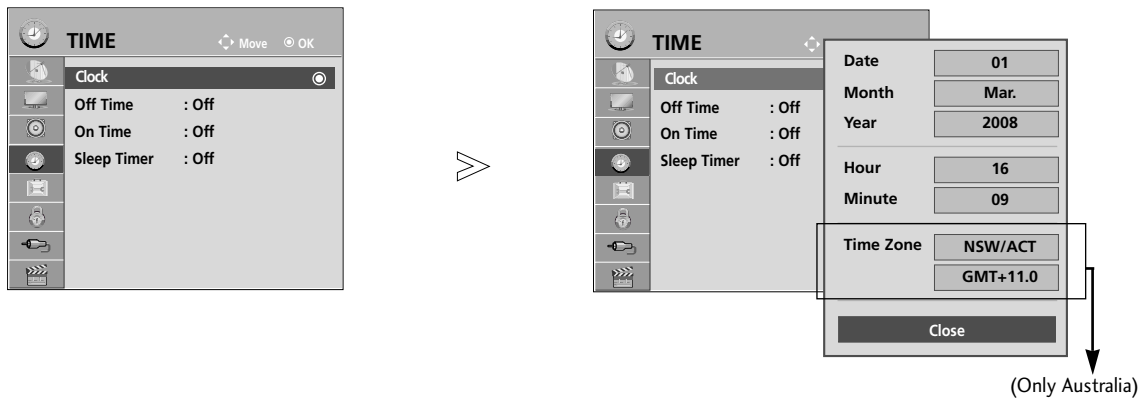 TIME Move OK
Clock
Off Time : Off
On Time : Off
Sleep Timer : Off
TIME
Clock
Off Time : Off
On Time : Off
Sleep Timer : Off
Date 01
Month Mar.
Year 2008
Hour 16
Minute 09
Time Zone NSW/ACT
GMT+11.0
Close
(Only Australia)